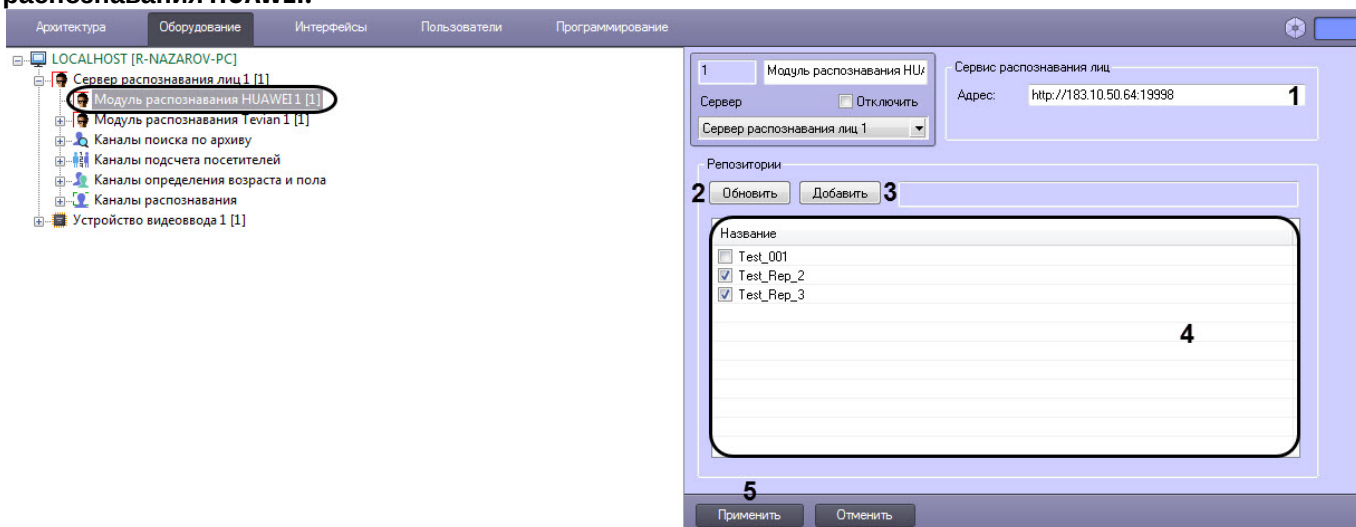 распознавания HUAWEI.
Архитектура Оборудование Интерфейсы Пользователи Программирование
LOCALHOST [R-NAZAROV-PC]
Сервер распознавания лиц 1 [1]
Модуль распознавания HUAWEI 1 [1]
Модуль распознавания Tevian 1 [1]
Каналы поиска по архиву
Каналы подсчета посетителей
Каналы определения возраста и пола
Каналы распознавания
Устройство видеоввода 1 [1]
1 Модуль распознавания HU
Сервер Отключить
Сервер распознавания лиц 1
Сервис распознавания лиц
Адрес: http://183.10.50.64:19998 1
Репозитории
2 Обновить Добавить 3
Название
Test_001
Test_Rep_2
Test_Rep_3
4
5
Применить Отменить